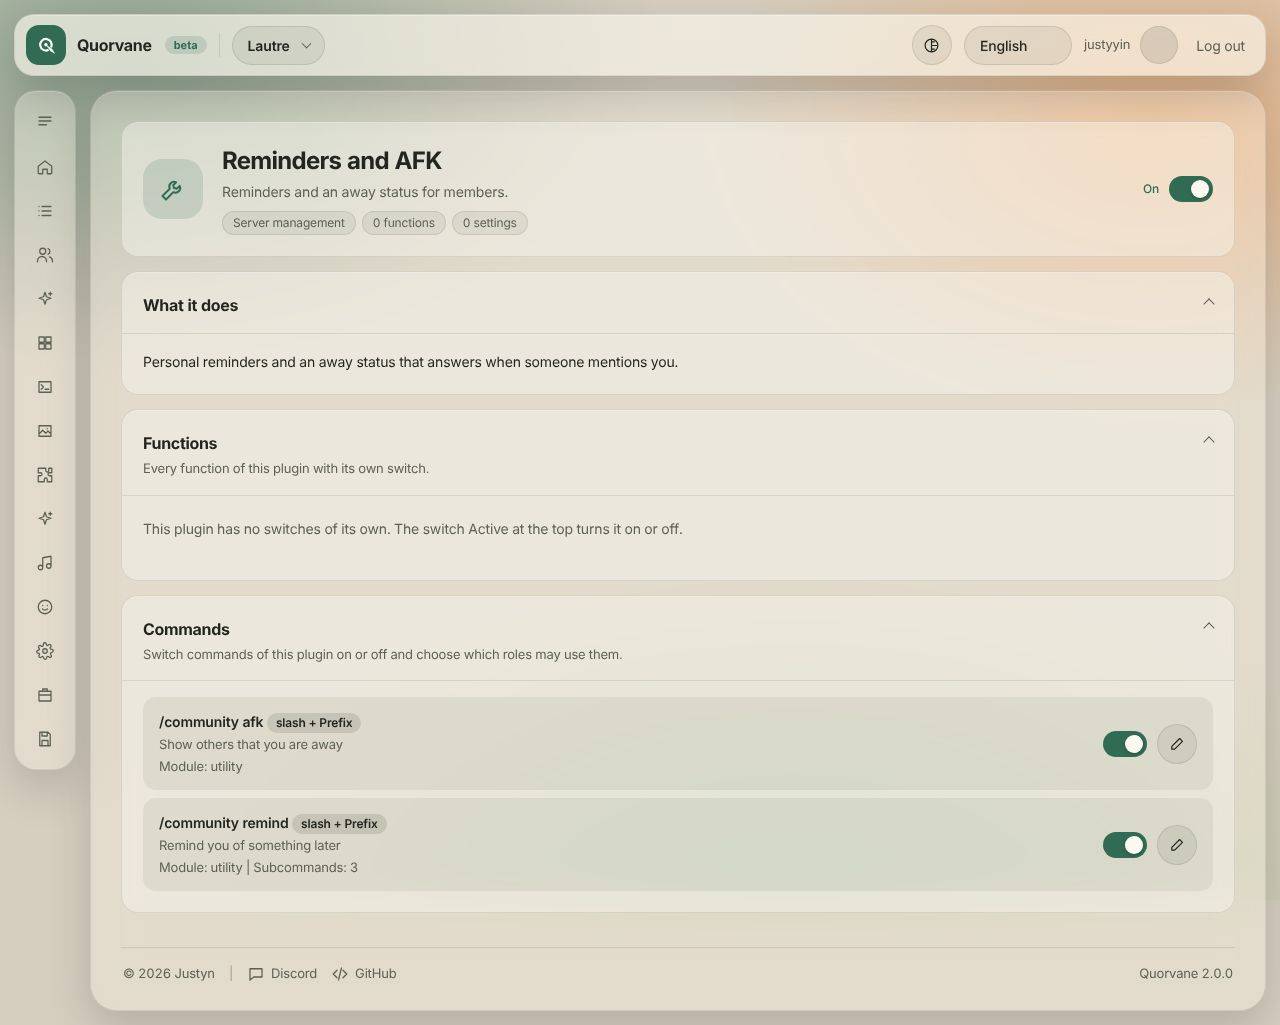 Quorvane beta Lautre English justyyin Log out
Reminders and AFK
Reminders and an away status for members.
Server management 0 functions 0 settings
On
What it does
Personal reminders and an away status that answers when someone mentions you.
Functions
Every function of this plugin with its own switch.
This plugin has no switches of its own. The switch Active at the top turns it on or off.
Commands
Switch commands of this plugin on or off and choose which roles may use them.
/community afk slash + Prefix
Show others that you are away
Module: utility
/community remind slash + Prefix
Remind you of something later
Module: utility | Subcommands: 3
© 2026 Justyn Discord GitHub Quorvane 2.0.0